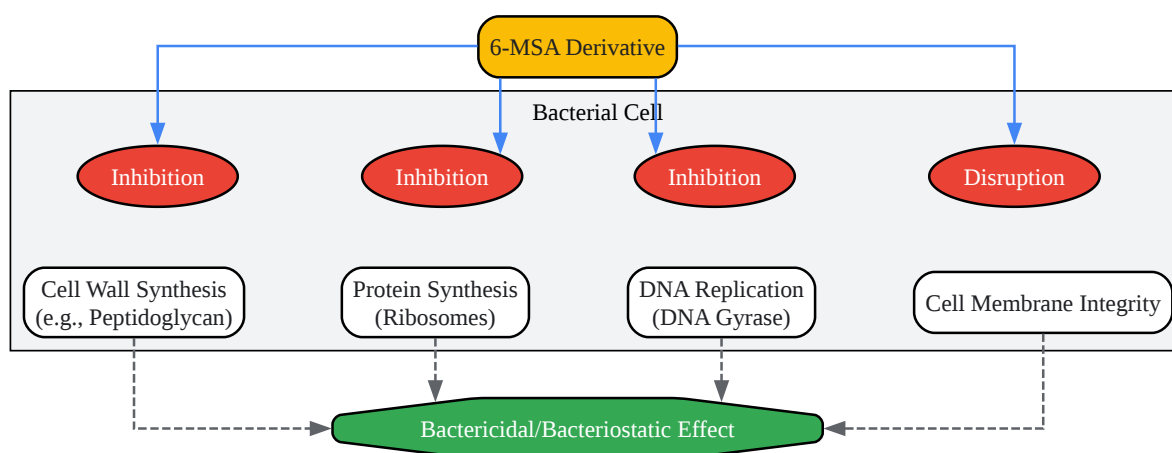 6-MSA Derivative
Bacterial Cell
Inhibition
Inhibition
Inhibition
Disruption
Cell Wall Synthesis
(e.g., Peptidoglycan)
Protein Synthesis
(Ribosomes)
DNA Replication
(DNA Gyrase)
Cell Membrane Integrity
Bactericidal/Bacteriostatic Effect